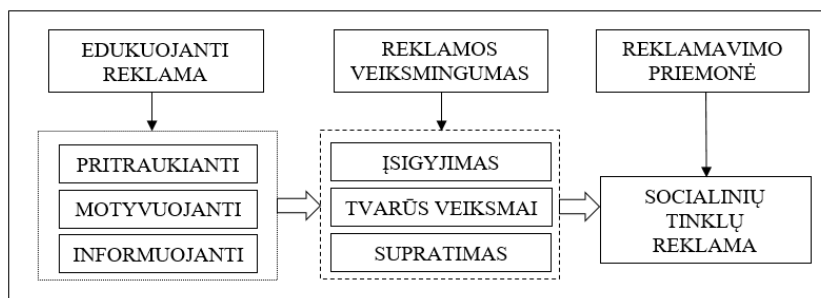 EDUKUOJANTI
REKLAMA
REKLAMOS
VEIKSMINGUMAS
REKLAMAVIMO
PRIEMONĖ
PRITRAUKIANTI
MOTYVUOJANTI
INFORMUOJANTI
ĮSIGYJIMAS
TVARŪS VEIKSMAI
SUPRATIMAS
SOCIALINIŲ
TINKLŲ
REKLAMA